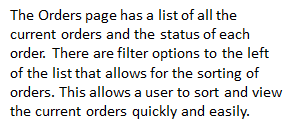 The Orders page has a list of all the
current orders and the status of each
order.  There are filter options to the left
of the list that allows for the sorting of
orders. This allows a user to sort and view
the current orders quickly and easily.